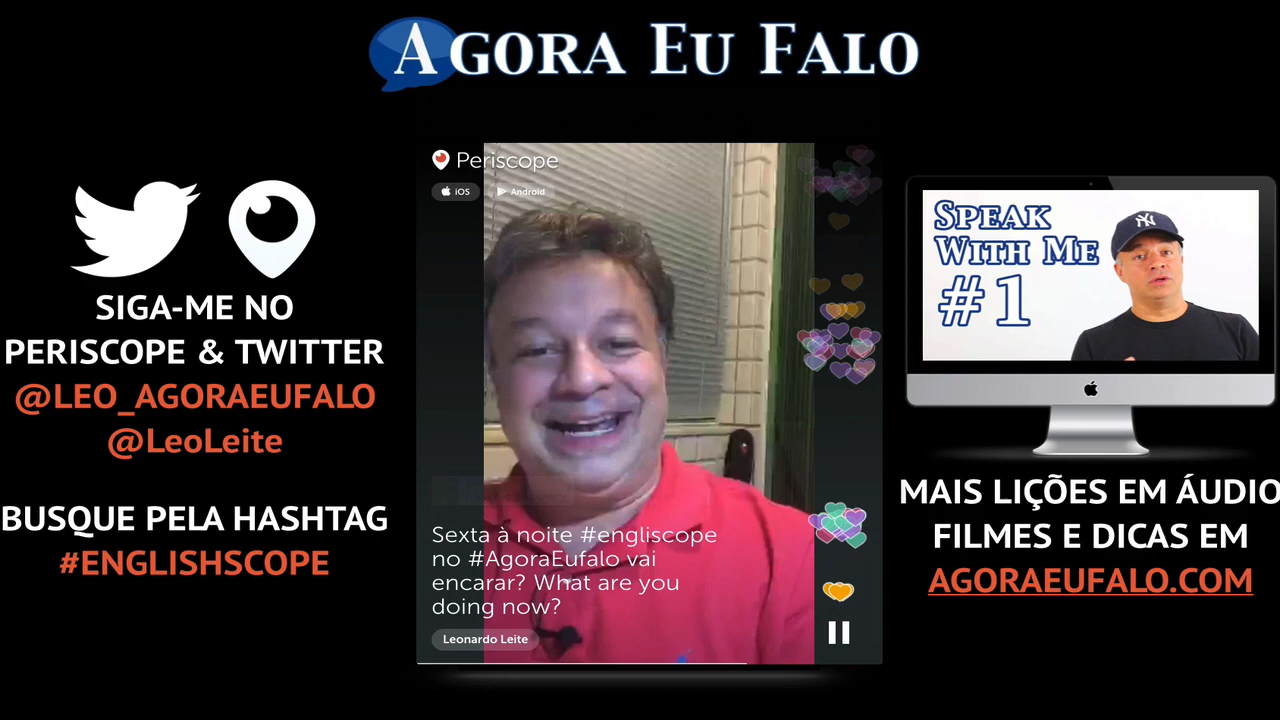 AGORA EU FALO
SIGA-ME NO
PERISCOPE & TWITTER
@LEO_AGORAEUFALO
@LeoLeite
BUSQUE PELA HASHTAG
#ENGLISHSCOPE
Periscope
iOS
Android
Sexta à noite #engliscope
no #AgoraEufalo vai
encarar? What are you
doing now?
Leonardo Leite
SPEAK
WITH ME
#1
NY
MAIS LIÇÕES EM ÁUDIO
FILMES E DICAS EM
AGORAEUFALO.COM